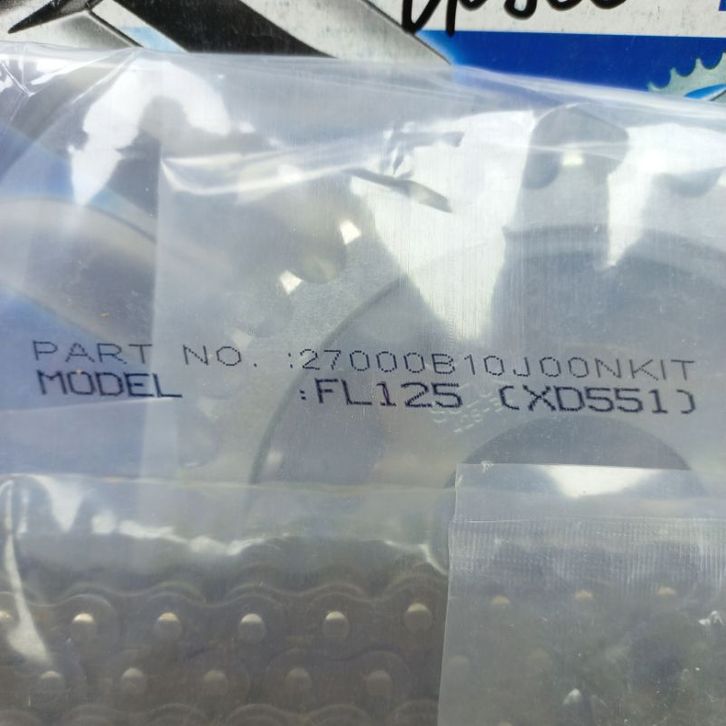 PART NO. :27000B10J00NKIT
MODEL :FL125 (XD551)